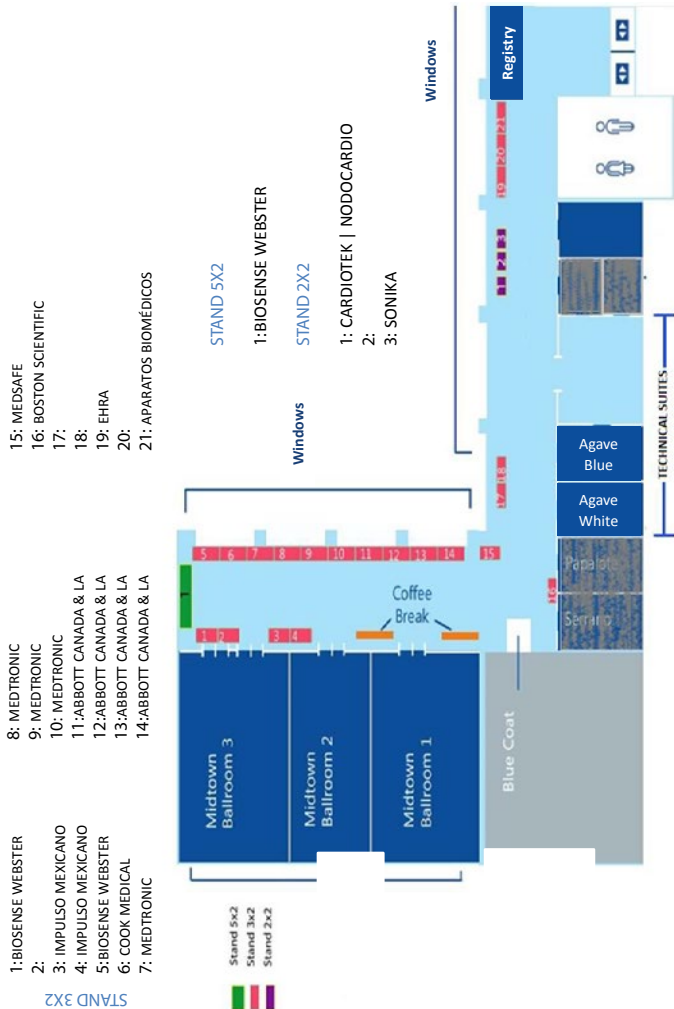 STAND 3X2
1:BIOSENSE WEBSTER
2:
3: IMPULSO MEXICANO
4: IMPULSO MEXICANO
5:BIOSENSE WEBSTER
6: COOK MEDICAL
7: MEDTRONIC
8: MEDTRONIC
9: MEDTRONIC
10: MEDTRONIC
11:ABBOTT CANADA & LA
12:ABBOTT CANADA & LA
13:ABBOTT CANADA & LA
14:ABBOTT CANADA & LA
15: MEDSAFE
16: BOSTON SCIENTIFIC
17:
18:
19: EHRA
20:
21: APARATOS BIOMÉDICOS
STAND 5X2
1:BIOSENSE WEBSTER
STAND 2X2
1: CARDIOTEK | NODOCARDIO
2:
3: SONIKA
Windows
Windows
Registry
1
5
6
7
8
9
10
11
12
13
14
15
1
2
3
4
16
17
18
1
2
3
19
20
21
Coffee
Break
Midtown
Ballroom 3
Midtown
Ballroom 2
Midtown
Ballroom 1
Blue Coat
Serrano
Papalote
Agave
White
Agave
Blue
TECHNICAL SUITES
Stand 5x2
Stand 3x2
Stand 2x2